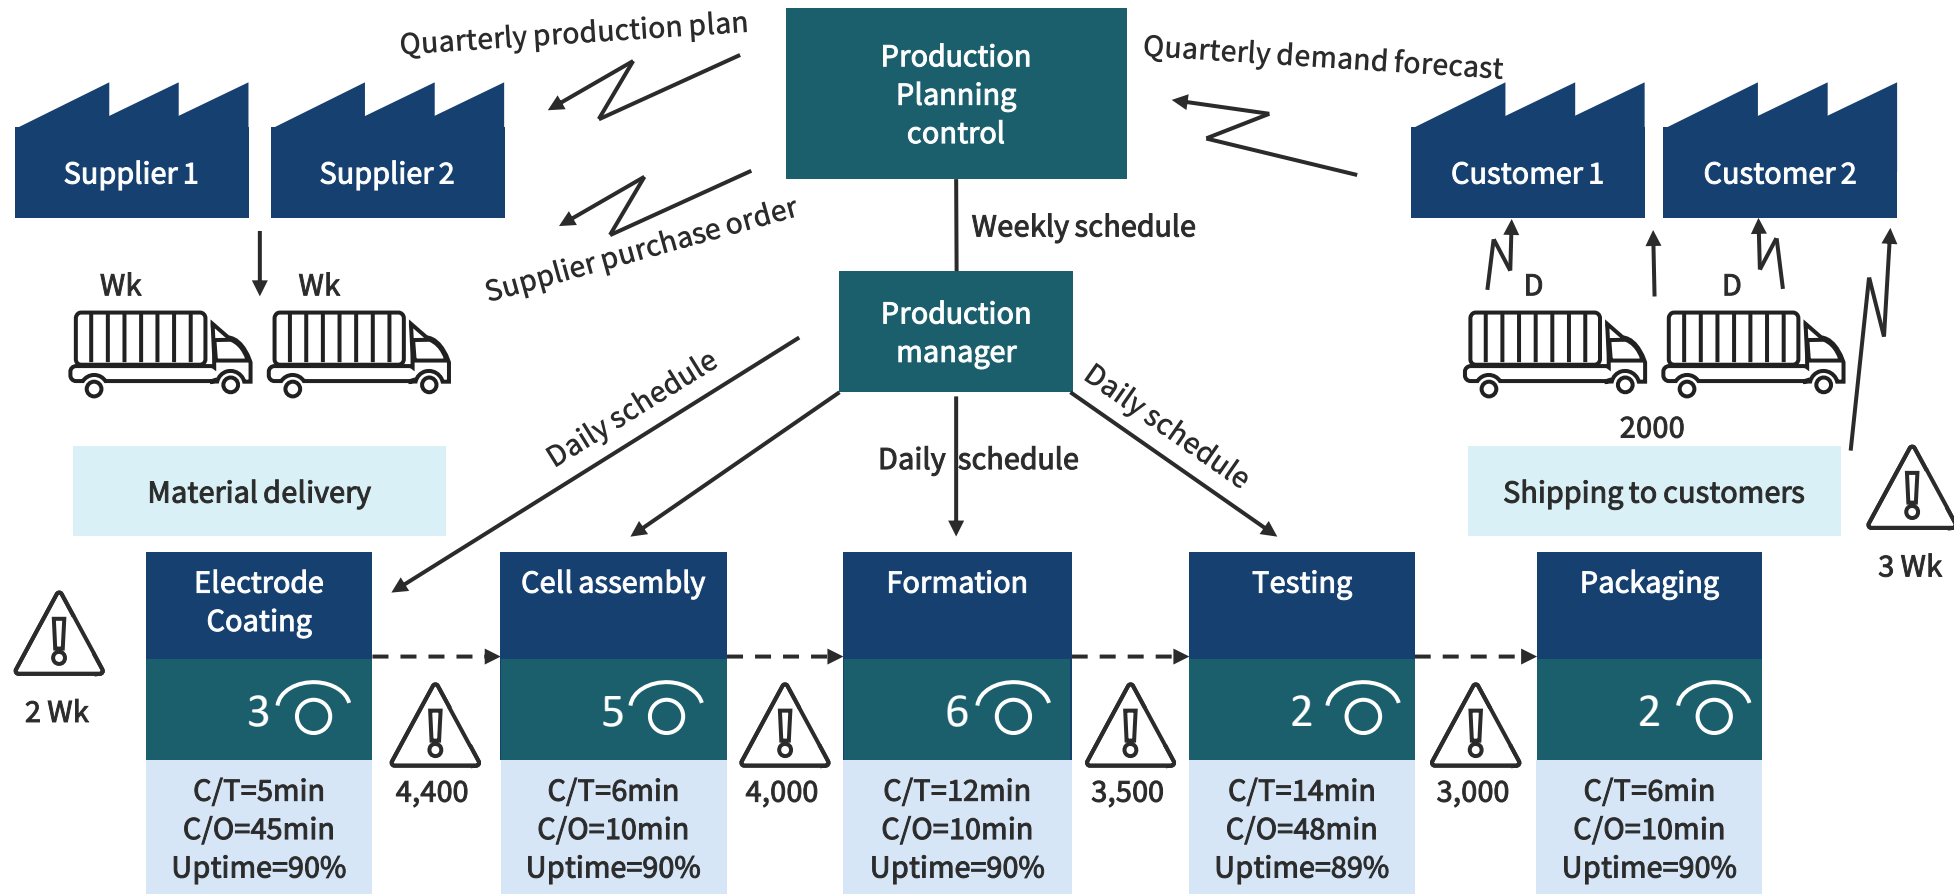 Quarterly production plan
Production
Planning
control
Quarterly demand forecast
Supplier 1
Supplier 2
Customer 1
Customer 2
Supplier purchase order
Weekly schedule
Wk
Wk
D
D
Production
manager
Daily schedule
Daily schedule
Daily schedule
2000
Material delivery
Shipping to customers
3 Wk
2 Wk
Electrode
Coating
3
C/T=5min
C/O=45min
Uptime=90%
4,400
Cell assembly
5
C/T=6min
C/O=10min
Uptime=90%
4,000
Formation
6
C/T=12min
C/O=10min
Uptime=90%
3,500
Testing
2
C/T=14min
C/O=48min
Uptime=89%
3,000
Packaging
2
C/T=6min
C/O=10min
Uptime=90%